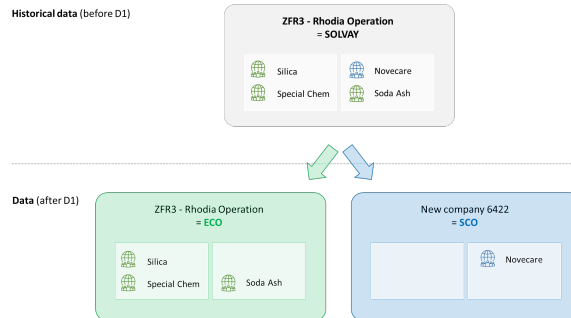 Historical data (before D1)
ZFR3 - Rhodia Operation
= SOLVAY
Silica
Novecare
Special Chem
Soda Ash
Data (after D1)
ZFR3 - Rhodia Operation
= ECO
New company 6422
= SCO
Silica
Special Chem
Soda Ash
Novecare